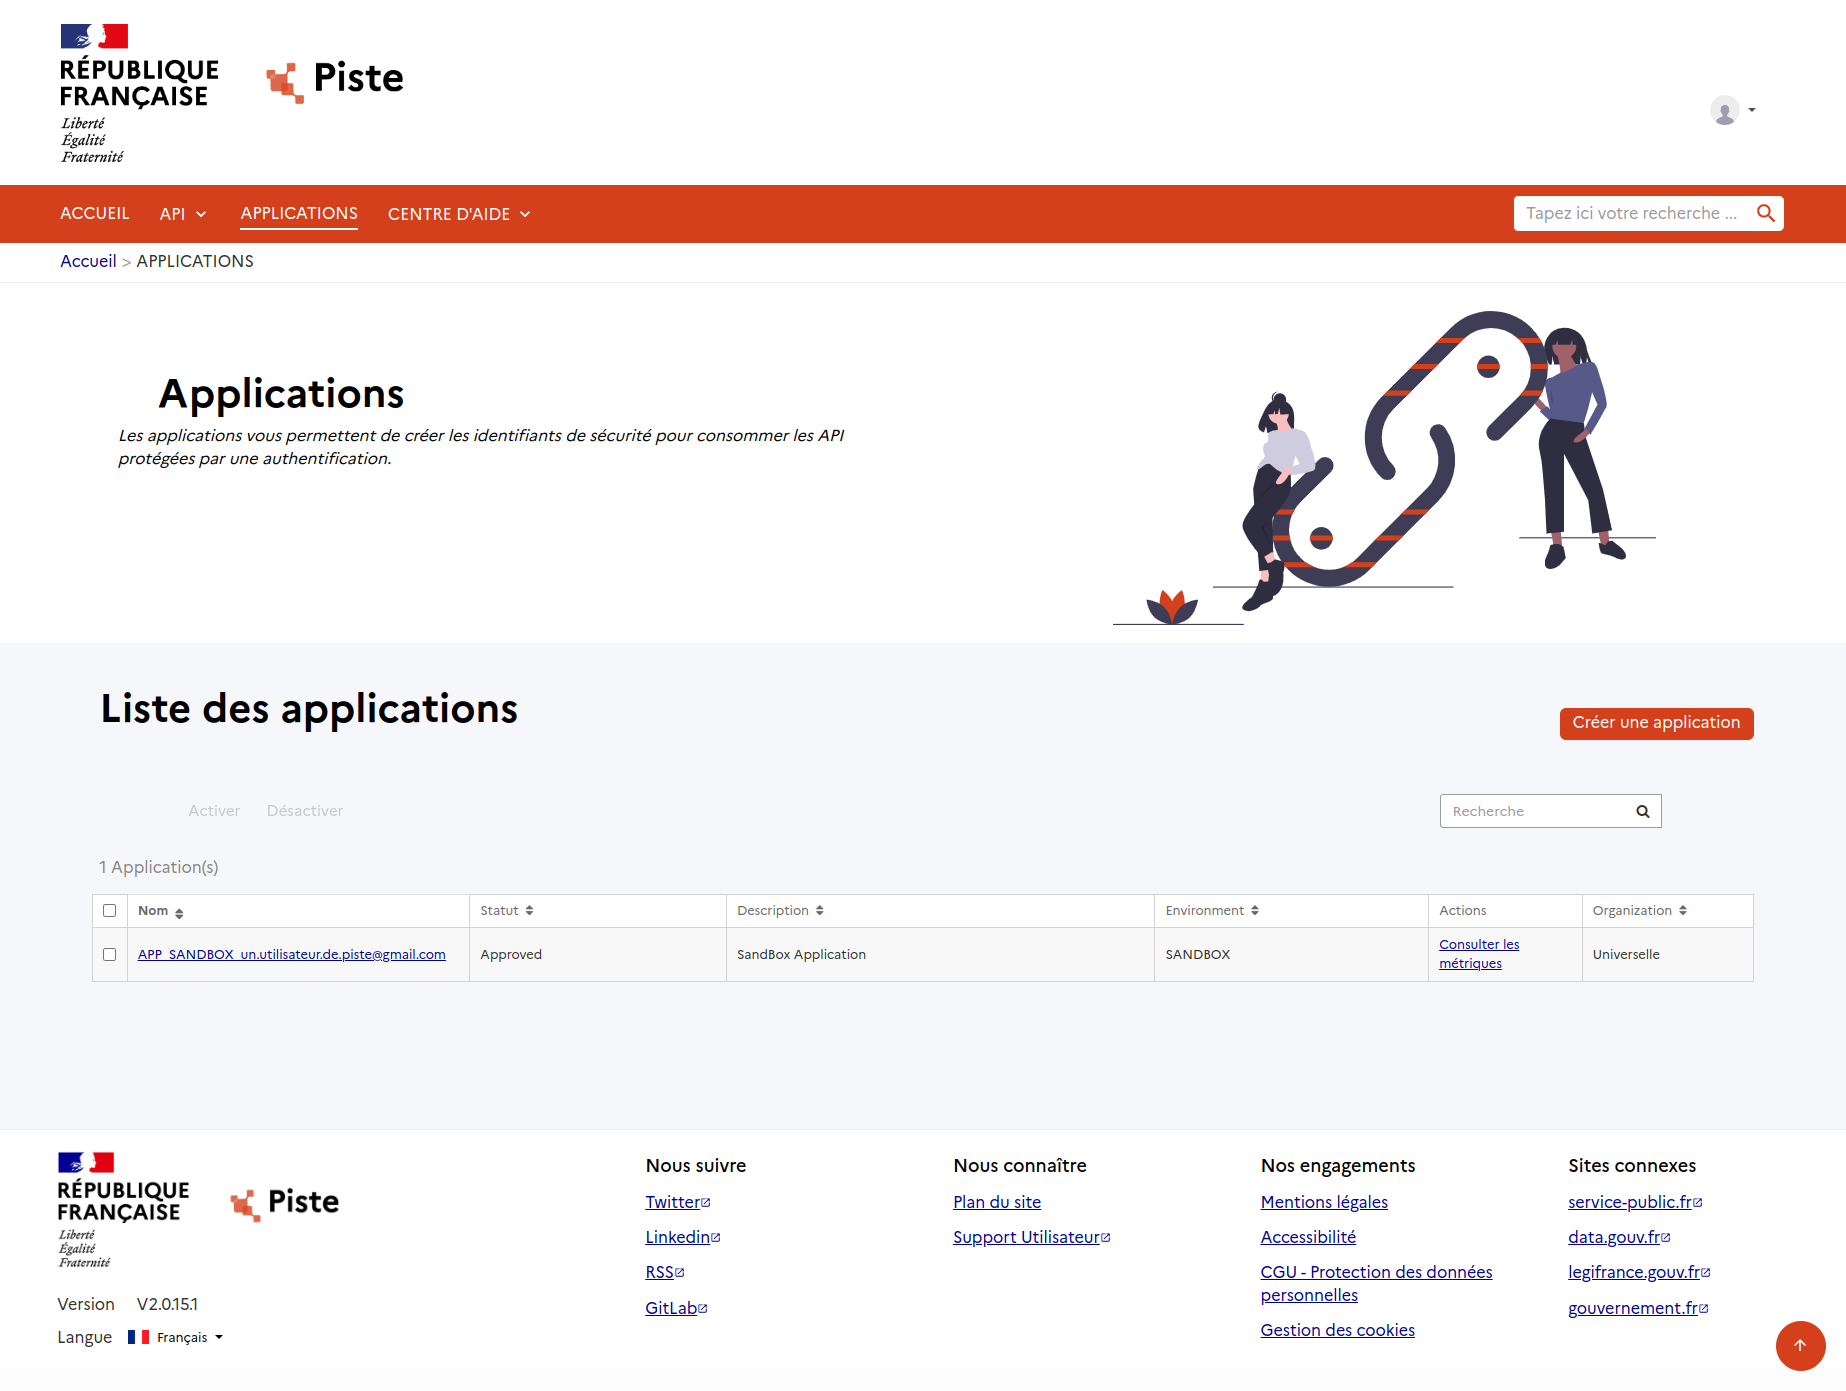 RÉPUBLIQUE
FRANÇAISE
Liberté
Égalité
Fraternité
Piste
ACCUEIL API APPLICATIONS CENTRE D'AIDE Tapez ici votre recherche ...
Accueil > APPLICATIONS
Applications
Les applications vous permettent de créer les identifiants de sécurité pour consommer les API
protégées par une authentification.
Liste des applications
Créer une application
Activer Désactiver Recherche
1 Application(s)
Nom Statut Description Environment Actions Organization
APP_SANDBOX_un.utilisateur.de.piste@gmail.com Approved SandBox Application SANDBOX Consulter les métriques Universelle
RÉPUBLIQUE
FRANÇAISE
Liberté
Égalité
Fraternité
Piste
Version V2.0.15.1
Langue Français
Nous suivre
Twitter
Linkedin
RSS
GitLab
Nous connaître
Plan du site
Support Utilisateur
Nos engagements
Mentions légales
Accessibilité
CGU - Protection des données
personnelles
Gestion des cookies
Sites connexes
service-public.fr
data.gouv.fr
legifrance.gouv.fr
gouvernement.fr